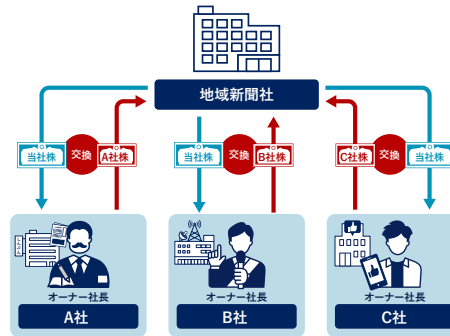 地域新聞社
当社株
交換
A社株
当社株
交換
B社株
C社株
交換
当社株
オーナー社長
A社
オーナー社長
B社
オーナー社長
C社